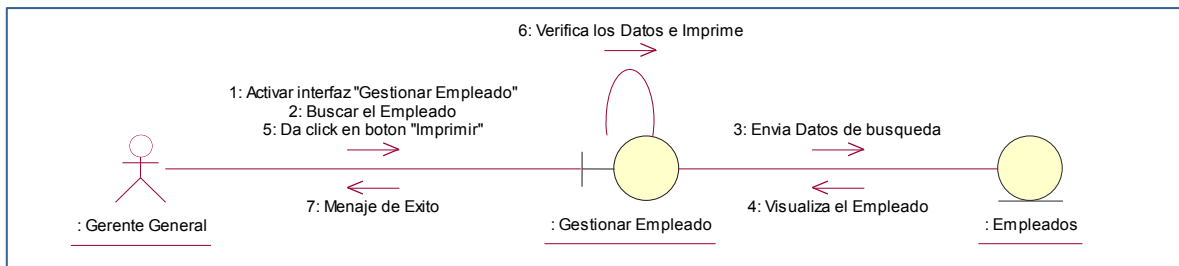 6: Verifica los Datos e Imprime
1: Activar interfaz "Gestionar Empleado"
2: Buscar el Empleado
5: Da click en boton "Imprimir"
3: Envia Datos de busqueda
7: Menaje de Exito
4: Visualiza el Empleado
: Gerente General
: Gestionar Empleado
: Empleados